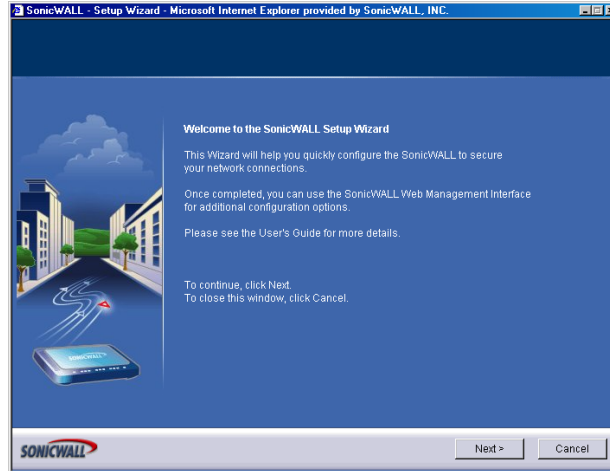 SonicWALL - Setup Wizard - Microsoft Internet Explorer provided by SonicWALL, INC.
Welcome to the SonicWALL Setup Wizard
This Wizard will help you quickly configure the SonicWALL to secure
your network connections.
Once completed, you can use the SonicWALL Web Management Interface
for additional configuration options.
Please see the User's Guide for more details.
To continue, click Next.
To close this window, click Cancel.
SONICWALL
SONICWALL
Next >
Cancel